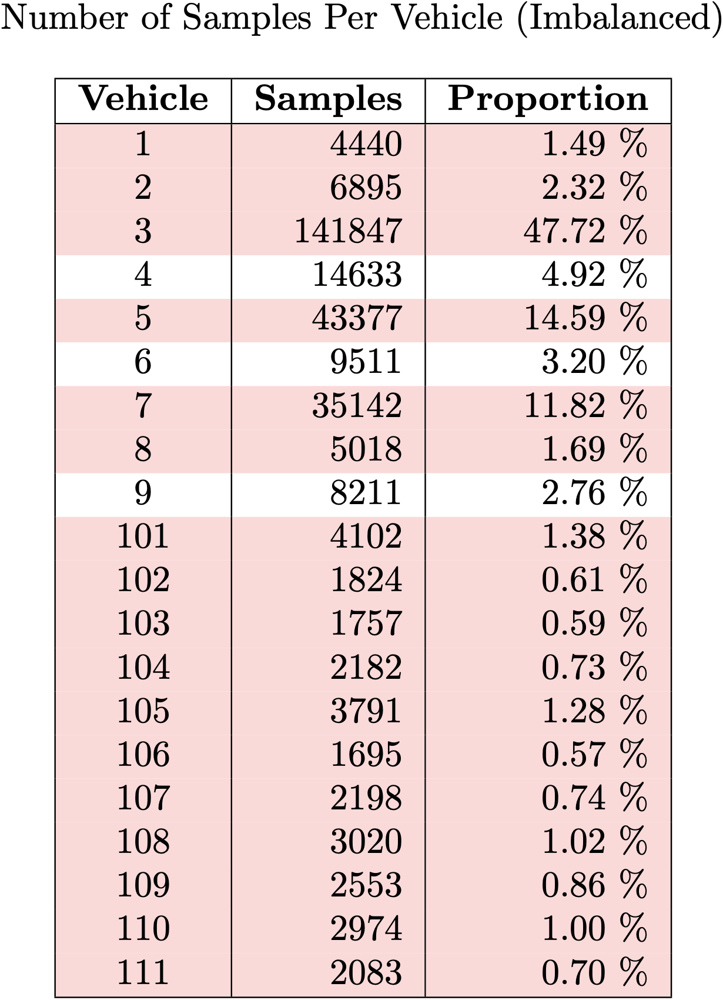 Number of Samples Per Vehicle (Imbalanced)
Vehicle Samples Proportion
1 4440 1.49 %
2 6895 2.32 %
3 141847 47.72 %
4 14633 4.92 %
5 43377 14.59 %
6 9511 3.20 %
7 35142 11.82 %
8 5018 1.69 %
9 8211 2.76 %
101 4102 1.38 %
102 1824 0.61 %
103 1757 0.59 %
104 2182 0.73 %
105 3791 1.28 %
106 1695 0.57 %
107 2198 0.74 %
108 3020 1.02 %
109 2553 0.86 %
110 2974 1.00 %
111 2083 0.70 %